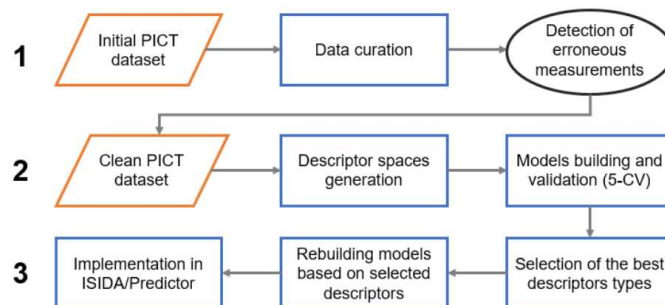 1
Initial PICT
dataset
Data curation
Detection of
erroneous
measurements
2
Clean PICT
dataset
Descriptor spaces
generation
Models building and
validation (5-CV)
3
Implementation in
ISIDA/Predictor
Rebuilding models
based on selected
descriptors
Selection of the best
descriptors types